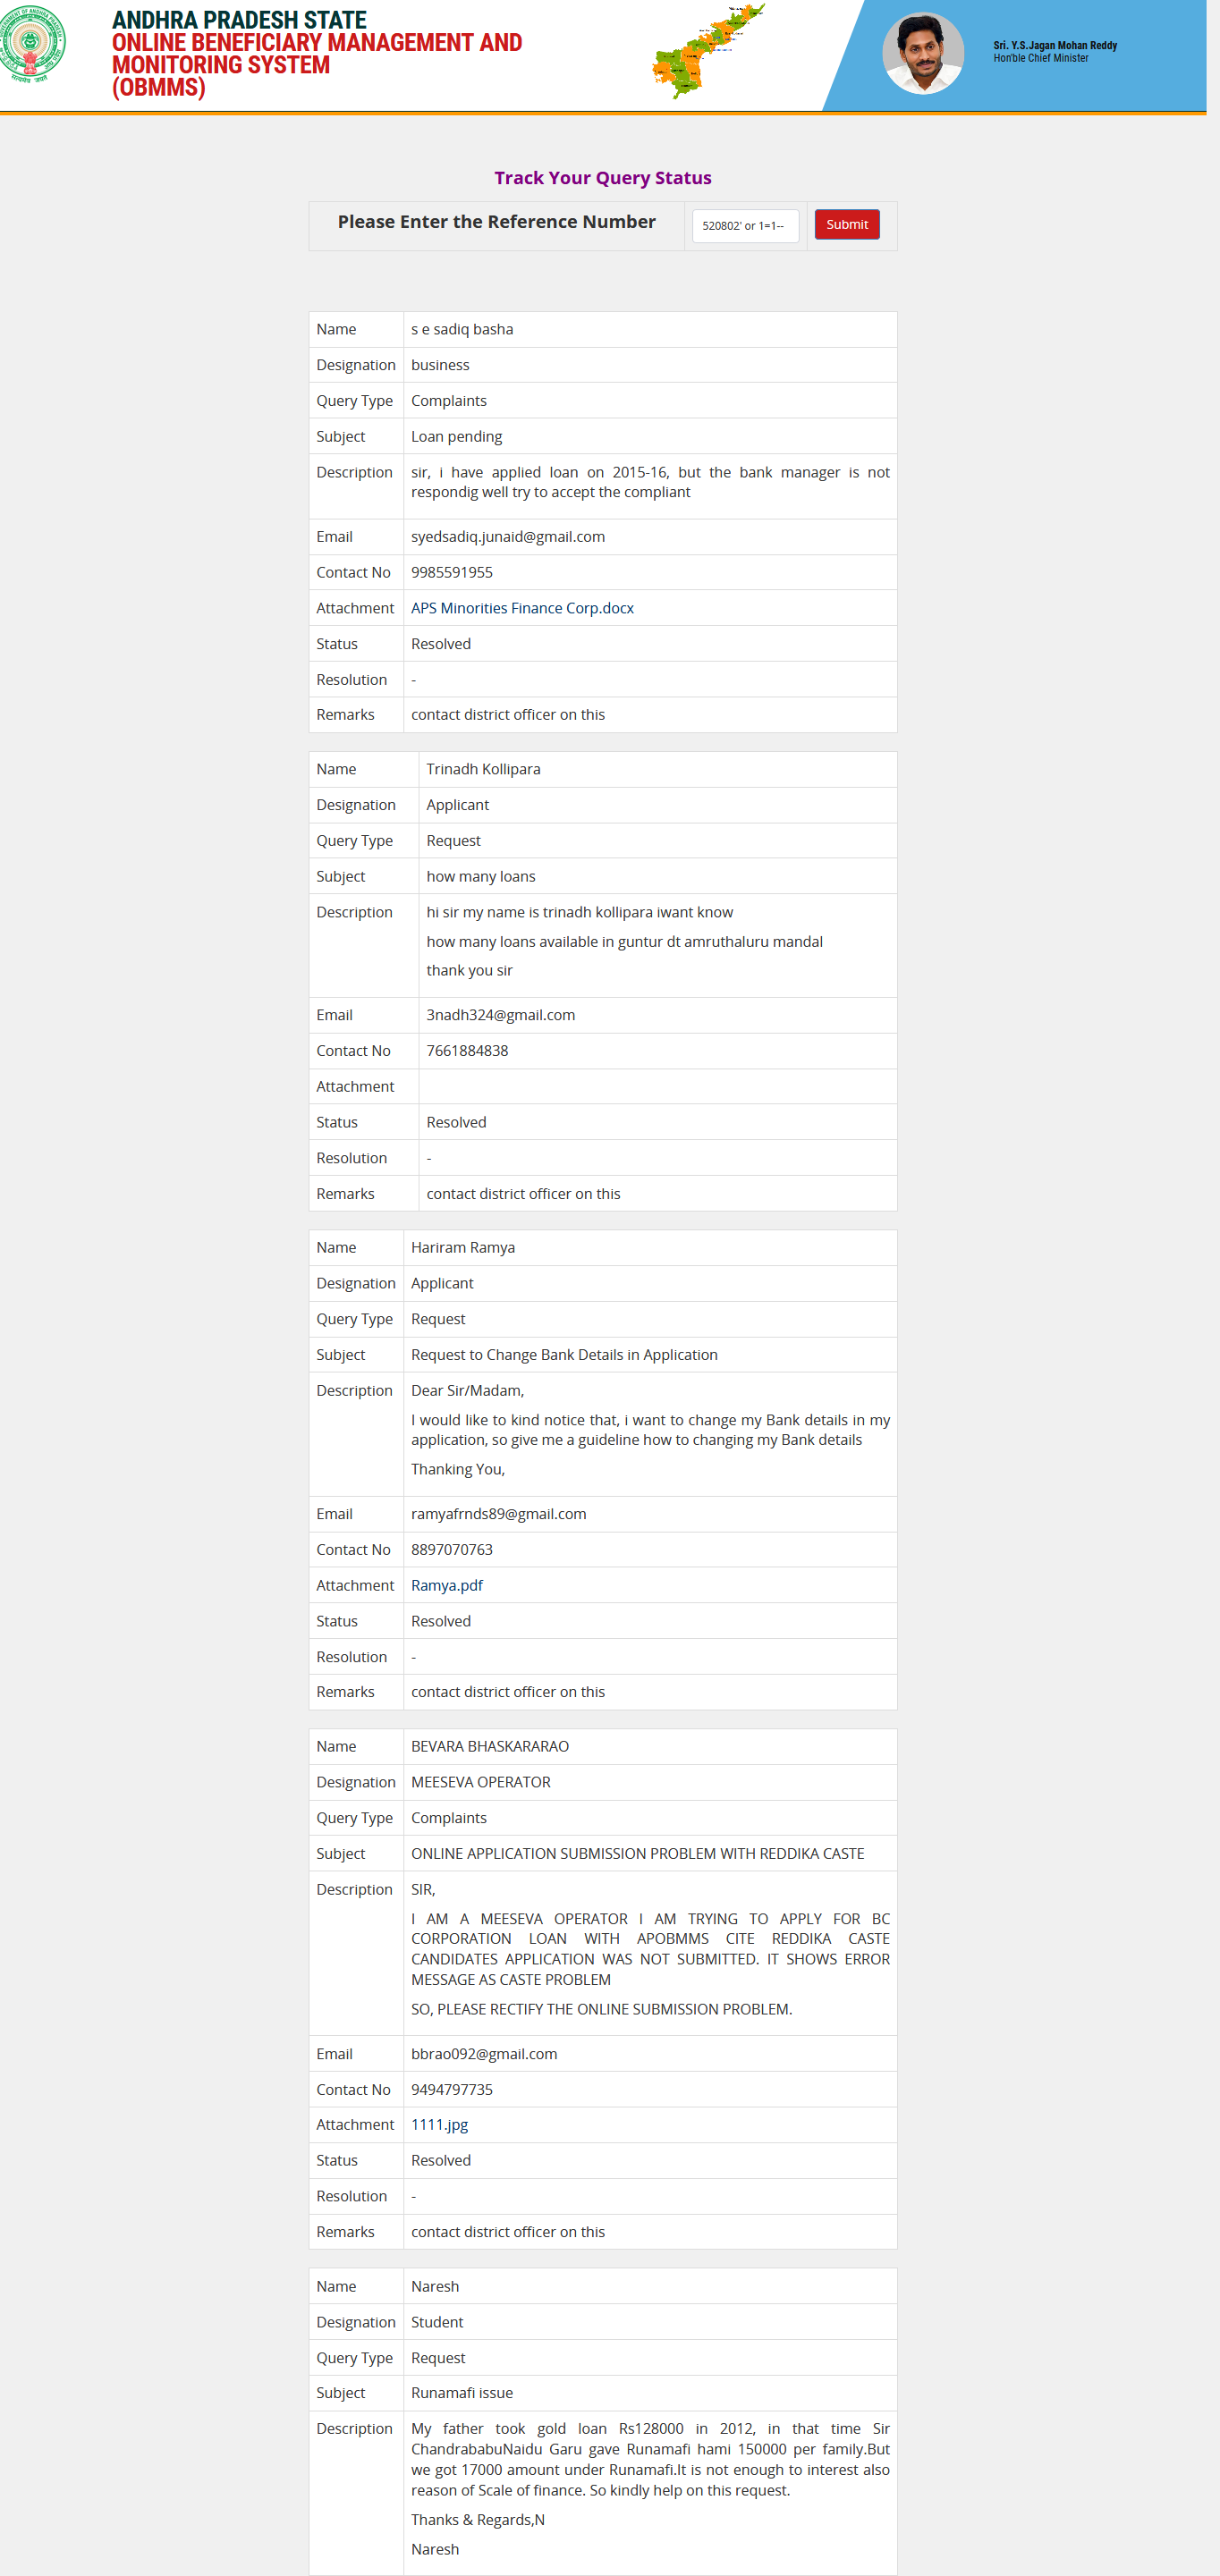 ANDHRA PRADESH STATE
ONLINE BENEFICIARY MANAGEMENT AND
MONITORING SYSTEM
(OBMMS)
Sri. Y.S.Jagan Mohan Reddy
Hon'ble Chief Minister
Track Your Query Status
Please Enter the Reference Number
520802' or 1=1--
Submit
Name s e sadiq basha
Designation business
Query Type Complaints
Subject Loan pending
Description sir, i have applied loan on 2015-16, but the bank manager is not
respondig well try to accept the compliant
Email syedsadiq.junaid@gmail.com
Contact No 9985591955
Attachment APS Minorities Finance Corp.docx
Status Resolved
Resolution -
Remarks contact district officer on this
Name Trinadh Kollipara
Designation Applicant
Query Type Request
Subject how many loans
Description hi sir my name is trinadh kollipara iwant know
how many loans available in guntur dt amruthaluru mandal
thank you sir
Email 3nadh324@gmail.com
Contact No 7661884838
Attachment
Status Resolved
Resolution -
Remarks contact district officer on this
Name Hariram Ramya
Designation Applicant
Query Type Request
Subject Request to Change Bank Details in Application
Description Dear Sir/Madam,
I would like to kind notice that, i want to change my Bank details in my
application, so give me a guideline how to changing my Bank details
Thanking You,
Email ramyafrnds89@gmail.com
Contact No 8897070763
Attachment Ramya.pdf
Status Resolved
Resolution -
Remarks contact district officer on this
Name BEVARA BHASKARARAO
Designation MEESEVA OPERATOR
Query Type Complaints
Subject ONLINE APPLICATION SUBMISSION PROBLEM WITH REDDIKA CASTE
Description SIR,
I AM A MEESEVA OPERATOR I AM TRYING TO APPLY FOR BC
CORPORATION LOAN WITH APOBMMS CITE REDDIKA CASTE
CANDIDATES APPLICATION WAS NOT SUBMITTED. IT SHOWS ERROR
MESSAGE AS CASTE PROBLEM
SO, PLEASE RECTIFY THE ONLINE SUBMISSION PROBLEM.
Email bbrao092@gmail.com
Contact No 9494797735
Attachment 1111.jpg
Status Resolved
Resolution -
Remarks contact district officer on this
Name Naresh
Designation Student
Query Type Request
Subject Runamafi issue
Description My father took gold loan Rs128000 in 2012, in that time Sir
ChandrababuNaidu Garu gave Runamafi hami 150000 per family.But
we got 17000 amount under Runamafi.It is not enough to interest also
reason of Scale of finance. So kindly help on this request.
Thanks & Regards,N
Naresh